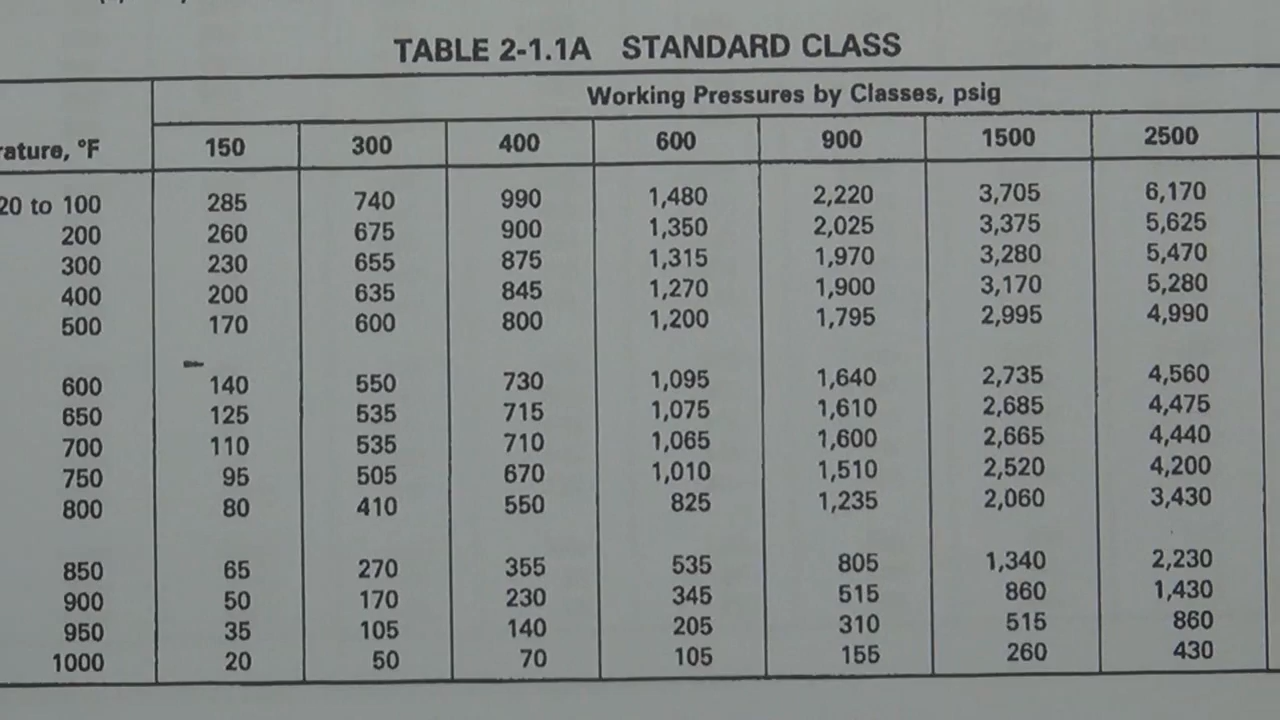 TABLE 2-1.1A STANDARD CLASS
Working Pressures by Classes, psig
rature, °F 150 300 400 600 900 1500 2500
20 to 100 285 740 990 1,480 2,220 3,705 6,170
200 260 675 900 1,350 2,025 3,375 5,625
300 230 655 875 1,315 1,970 3,280 5,470
400 200 635 845 1,270 1,900 3,170 5,280
500 170 600 800 1,200 1,795 2,995 4,990
600 140 550 730 1,095 1,640 2,735 4,560
650 125 535 715 1,075 1,610 2,685 4,475
700 110 535 710 1,065 1,600 2,665 4,440
750 95 505 670 1,010 1,510 2,520 4,200
800 80 410 550 825 1,235 2,060 3,430
850 65 270 355 535 805 1,340 2,230
900 50 170 230 345 515 860 1,430
950 35 105 140 205 310 515 860
1000 20 50 70 105 155 260 430